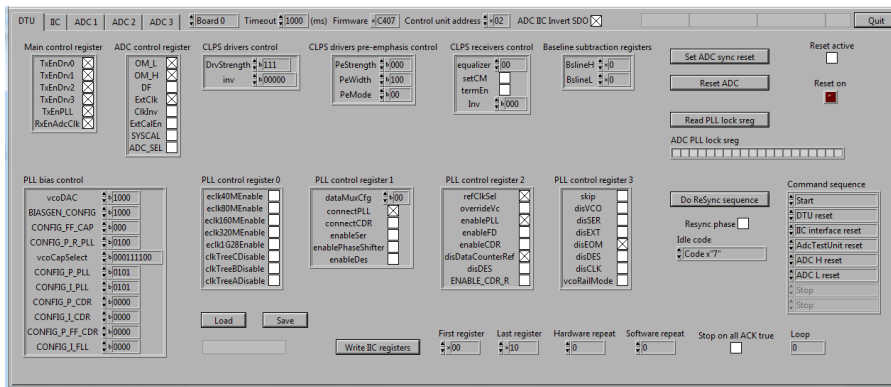 DTU IIC ADC 1 ADC 2 ADC 3 Board 0 Timeout 1000 (ms) Firmware x C407 Control unit address x 02 ADC IIC Invert SDO Quit
Main control register
TxEnDrv0
TxEnDrv1
TxEnDrv2
TxEnDrv3
TxEnPLL
RxEnAdcClk
ADC control register
OM_L
OM_H
DF
ExtClk
ClkInv
ExtCalEn
SYSCAL
ADC_SEL
CLPS drivers control
DrvStrength b 111
inv b 00000
CLPS drivers pre-emphasis control
PeStrength b 000
PeWidth b 100
PeMode b 00
CLPS receivers control
equalizer b 00
setCM
termEn
Inv b 000
Baseline subtraction registers
BslineH x 0
BslineL x 0
Set ADC sync reset
Reset ADC
Read PLL lock sreg
ADC PLL lock sreg
Reset active
Reset on
PLL bias control
vcoDAC b 1000
BIASGEN_CONFIG b 1000
CONFIG_FF_CAP b 000
CONFIG_P_R_PLL b 0100
vcoCapSelect b 000111100
CONFIG_P_PLL b 0101
CONFIG_I_PLL b 0101
CONFIG_P_CDR b 0000
CONFIG_I_CDR b 0000
CONFIG_P_FF_CDR b 0000
CONFIG_I_FLL b 0000
PLL control register 0
eclk40MEnable
eclk80MEnable
eclk160MEnable
eclk320MEnable
eclk1G28Enable
clkTreeCDisable
clkTreeBDisable
clkTreeADisable
PLL control register 1
dataMuxCfg b 00
connectPLL
connectCDR
enableSer
enablePhaseShifter
enableDes
PLL control register 2
refClkSel
overrideVc
enablePLL
enableFD
enableCDR
disDataCounterRef
disDES
ENABLE_CDR_R
PLL control register 3
skip
disVCO
disSER
disEXT
disEOM
disDES
disCLK
vcoRailMode
Do ReSync sequence
Resync phase
Idle code
Code x"7"
Command sequence
Start
DTU reset
IIC interface reset
AdcTestUnit reset
ADC H reset
ADC L reset
Stop
Stop
Load Save
Write IIC registers
First register x 00
Last register x 10
Hardware repeat 0
Software repeat 0
Stop on all ACK true
Loop 0